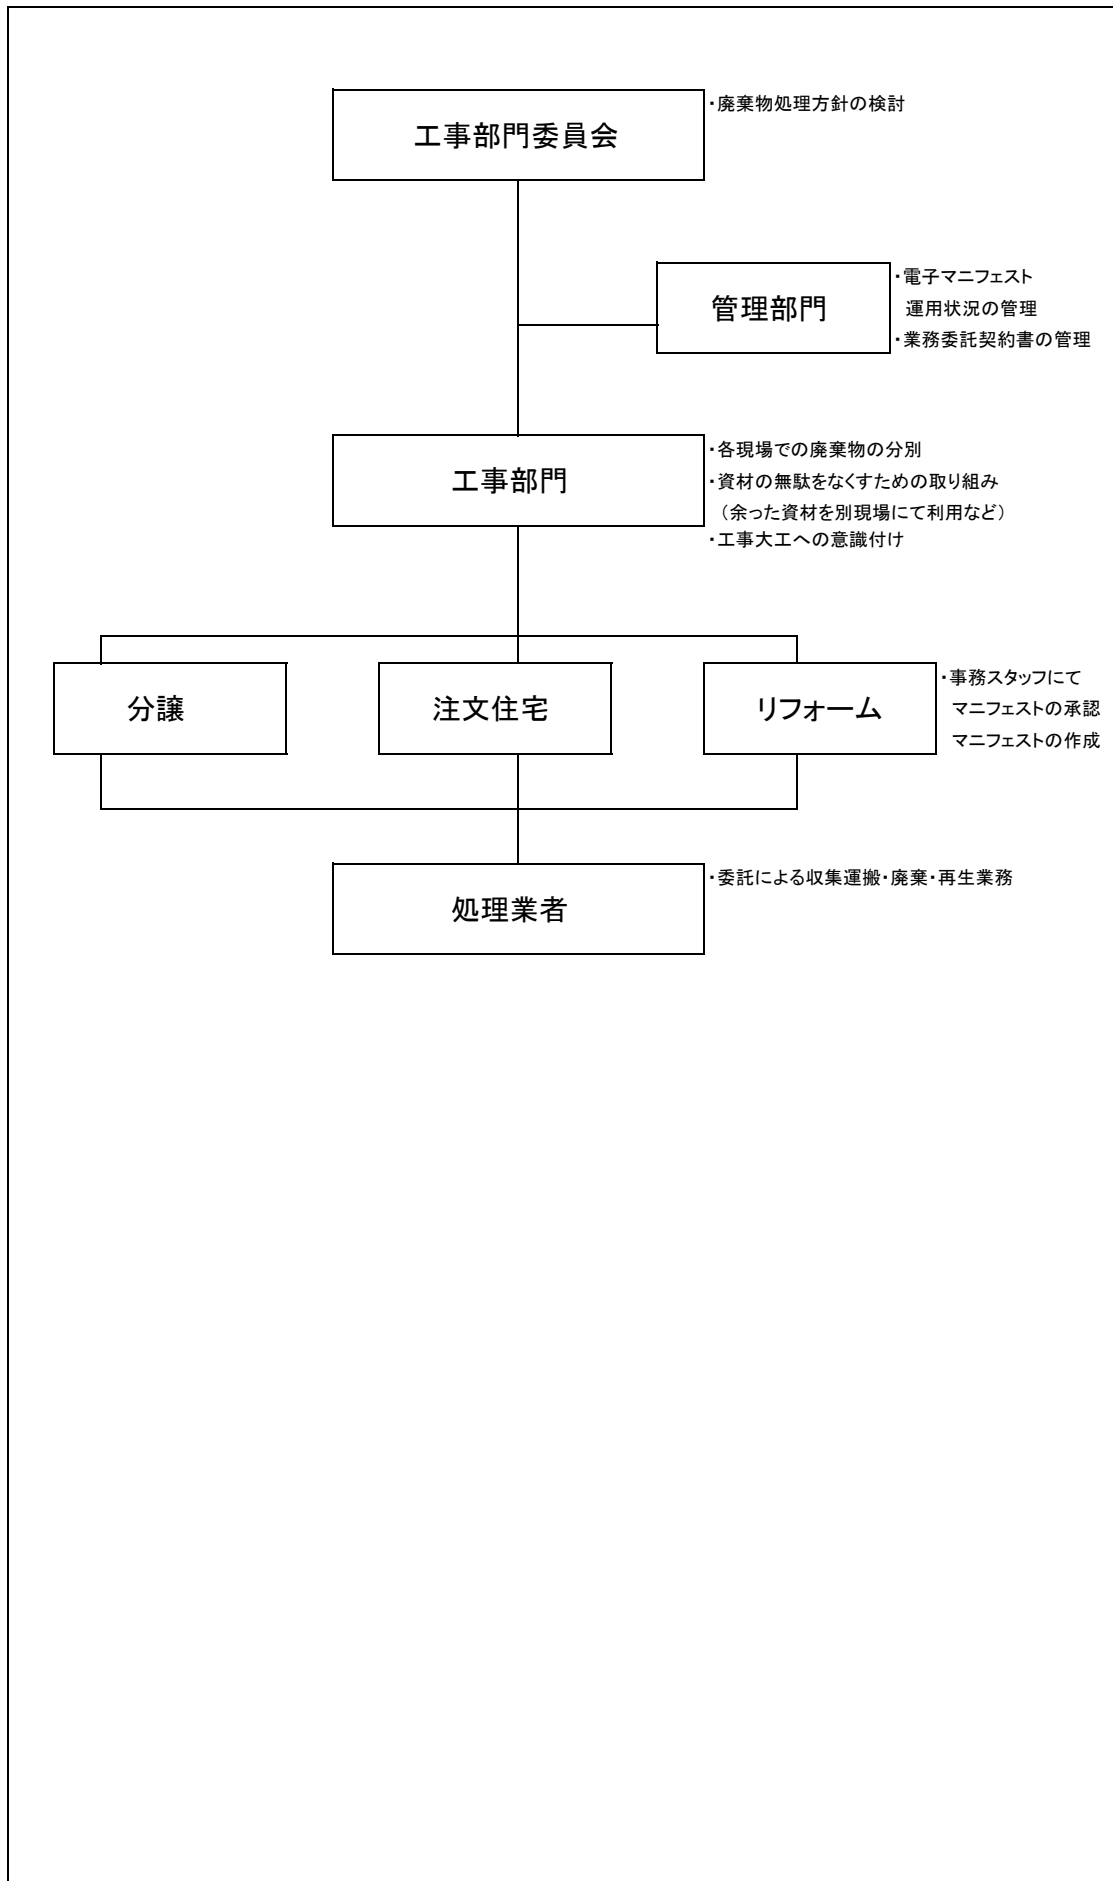 工事部門委員会
・廃棄物処理方針の検討
管理部門
・電子マニフェスト
運用状況の管理
・業務委託契約書の管理
工事部門
・各現場での廃棄物の分別
・資材の無駄をなくすための取り組み
（余った資材を別現場にて利用など）
・工事大工への意識付け
分譲
注文住宅
リフォーム
・事務スタッフにて
マニフェストの承認
マニフェストの作成
処理業者
・委託による収集運搬・廃棄・再生業務